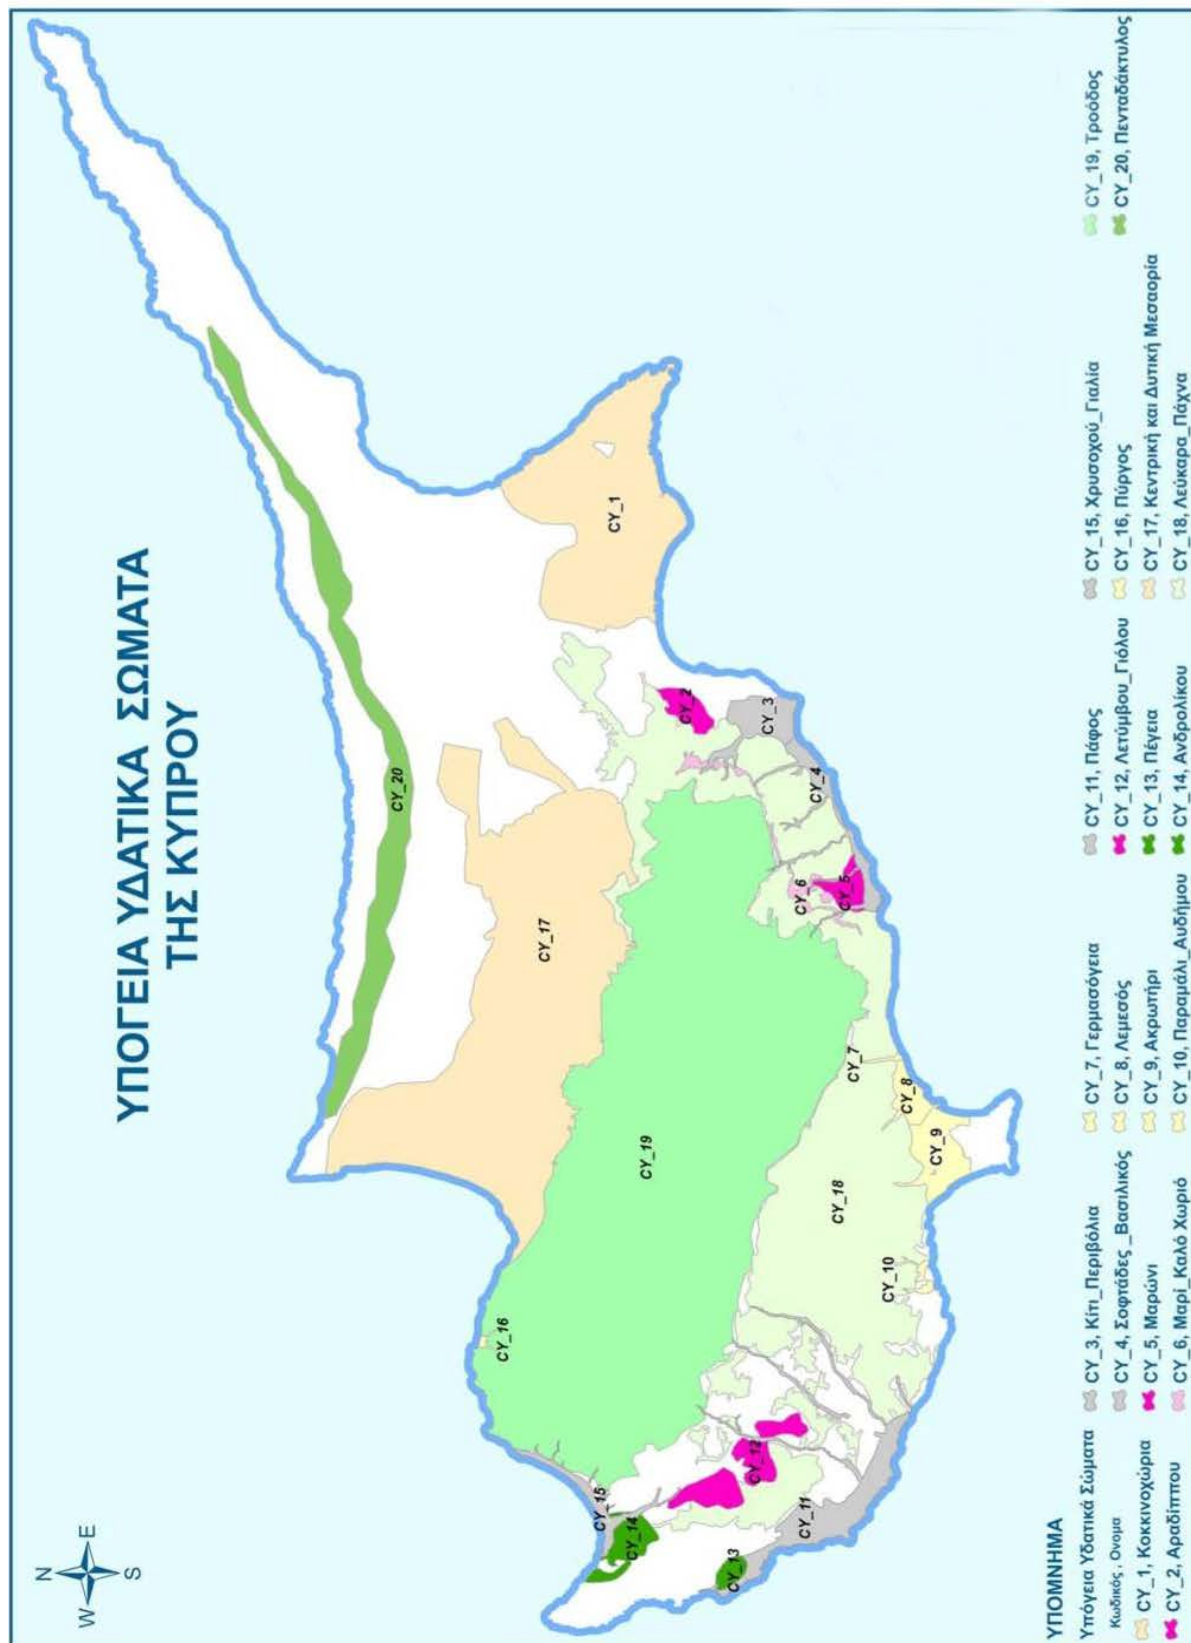 ΥΠΟΓΕΙΑ ΥΔΑΤΙΚΑ ΣΩΜΑΤΑ
ΤΗΣ ΚΥΠΡΟΥ
N
W
E
S
CY_20
CY_1
CY_17
CY_2
CY_3
CY_4
CY_19
CY_6
CY_5
CY_7
CY_8
CY_9
CY_18
CY_10
CY_16
CY_15
CY_14
CY_12
CY_11
CY_13
ΥΠΟΜΝΗΜΑ
Υπόγεια Υδατικά Σώματα
Κωδικός, Ονομα
CY_1, Κοκκινοχώρια
CY_2, Αραδίππου
CY_3, Κίτι_Περιβόλια
CY_4, Σοφτάδες_Βασιλικός
CY_5, Μαρώνι
CY_6, Μαρί_Καλό Χωριό
CY_7, Γερμασόγεια
CY_8, Λεμεσός
CY_9, Ακρωτήρι
CY_10, Παραμάλι_Αυδήμου
CY_11, Πάφος
CY_12, Λετύμβου_Γιόλου
CY_13, Πέγεια
CY_14, Ανδρολίκου
CY_15, Χρυσοχού_Γιαλία
CY_16, Πύργος
CY_17, Κεντρική και Δυτική Μεσαορία
CY_18, Λεύκαρα_Πάχνα
CY_19, Τροόδος
CY_20, Πενταδάκτυλος